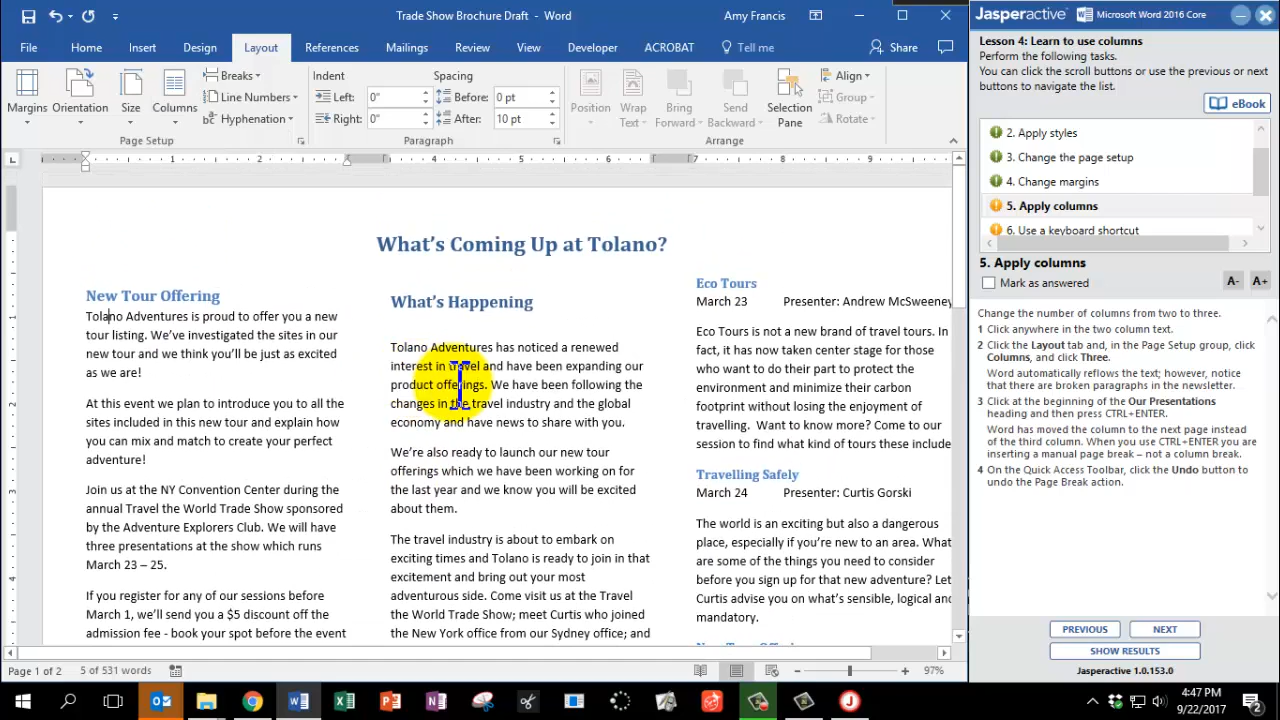 Trade Show Brochure Draft - Word
Amy Francis
File Home Insert Design Layout References Mailings Review View Developer ACROBAT Tell me Share
Margins
Orientation
Size
Columns
Breaks
Line Numbers
Hyphenation
Page Setup
Indent
Left: 0"
Right: 0"
Spacing
Before: 0 pt
After: 10 pt
Paragraph
Position
Wrap Text
Bring Forward
Send Backward
Selection Pane
Align
Group
Rotate
Arrange
1 2 4 5 6 7 8 9
What's Coming Up at Tolano?
New Tour Offering
Tolano Adventures is proud to offer you a new
tour listing. We've investigated the sites in our
new tour and we think you'll be just as excited
as we are!
At this event we plan to introduce you to all the
sites included in this new tour and explain how
you can mix and match to create your perfect
adventure!
Join us at the NY Convention Center during the
annual Travel the World Trade Show sponsored
by the Adventure Explorers Club. We will have
three presentations at the show which runs
March 23 – 25.
If you register for any of our sessions before
March 1, we'll send you a $5 discount off the
admission fee - book your spot before the event
What's Happening
Tolano Adventures has noticed a renewed
interest in travel and have been expanding our
product offerings. We have been following the
changes in the travel industry and the global
economy and have news to share with you.
We're also ready to launch our new tour
offerings which we have been working on for
the last year and we know you will be excited
about them.
The travel industry is about to embark on
exciting times and Tolano is ready to join in that
excitement and bring out your most
adventurous side. Come visit us at the Travel
the World Trade Show; meet Curtis who joined
the New York office from our Sydney office; and
Eco Tours
March 23 Presenter: Andrew McSweeney
Eco Tours is not a new brand of travel tours. In
fact, it has now taken center stage for those
who want to do their part to protect the
environment and minimize their carbon
footprint without losing the enjoyment of
travelling. Want to know more? Come to our
session to find what kind of tours these include
Travelling Safely
March 24 Presenter: Curtis Gorski
The world is an exciting but also a dangerous
place, especially if you're new to an area. What
are some of the things you need to consider
before you sign up for that new adventure? Let
Curtis advise you on what's sensible, logical and
mandatory.
Page 1 of 2 5 of 531 words
97%
Jasperactive Microsoft Word 2016 Core
Lesson 4: Learn to use columns
Perform the following tasks.
You can click the scroll buttons or use the previous or next
buttons to navigate the list.
eBook
2. Apply styles
3. Change the page setup
4. Change margins
5. Apply columns
6. Use a keyboard shortcut
5. Apply columns
Mark as answered
A- A+
Change the number of columns from two to three.
1 Click anywhere in the two column text.
2 Click the Layout tab and, in the Page Setup group, click
Columns, and click Three.
Word automatically reflows the text; however, notice
that there are broken paragraphs in the newsletter.
3 Click at the beginning of the Our Presentations
heading and then press CTRL+ENTER.
Word has moved the column to the next page instead
of the third column. When you use CTRL+ENTER you are
inserting a manual page break – not a column break.
4 On the Quick Access Toolbar, click the Undo button to
undo the Page Break action.
PREVIOUS NEXT
SHOW RESULTS
Jasperactive 1.0.153.0
4:47 PM
9/22/2017